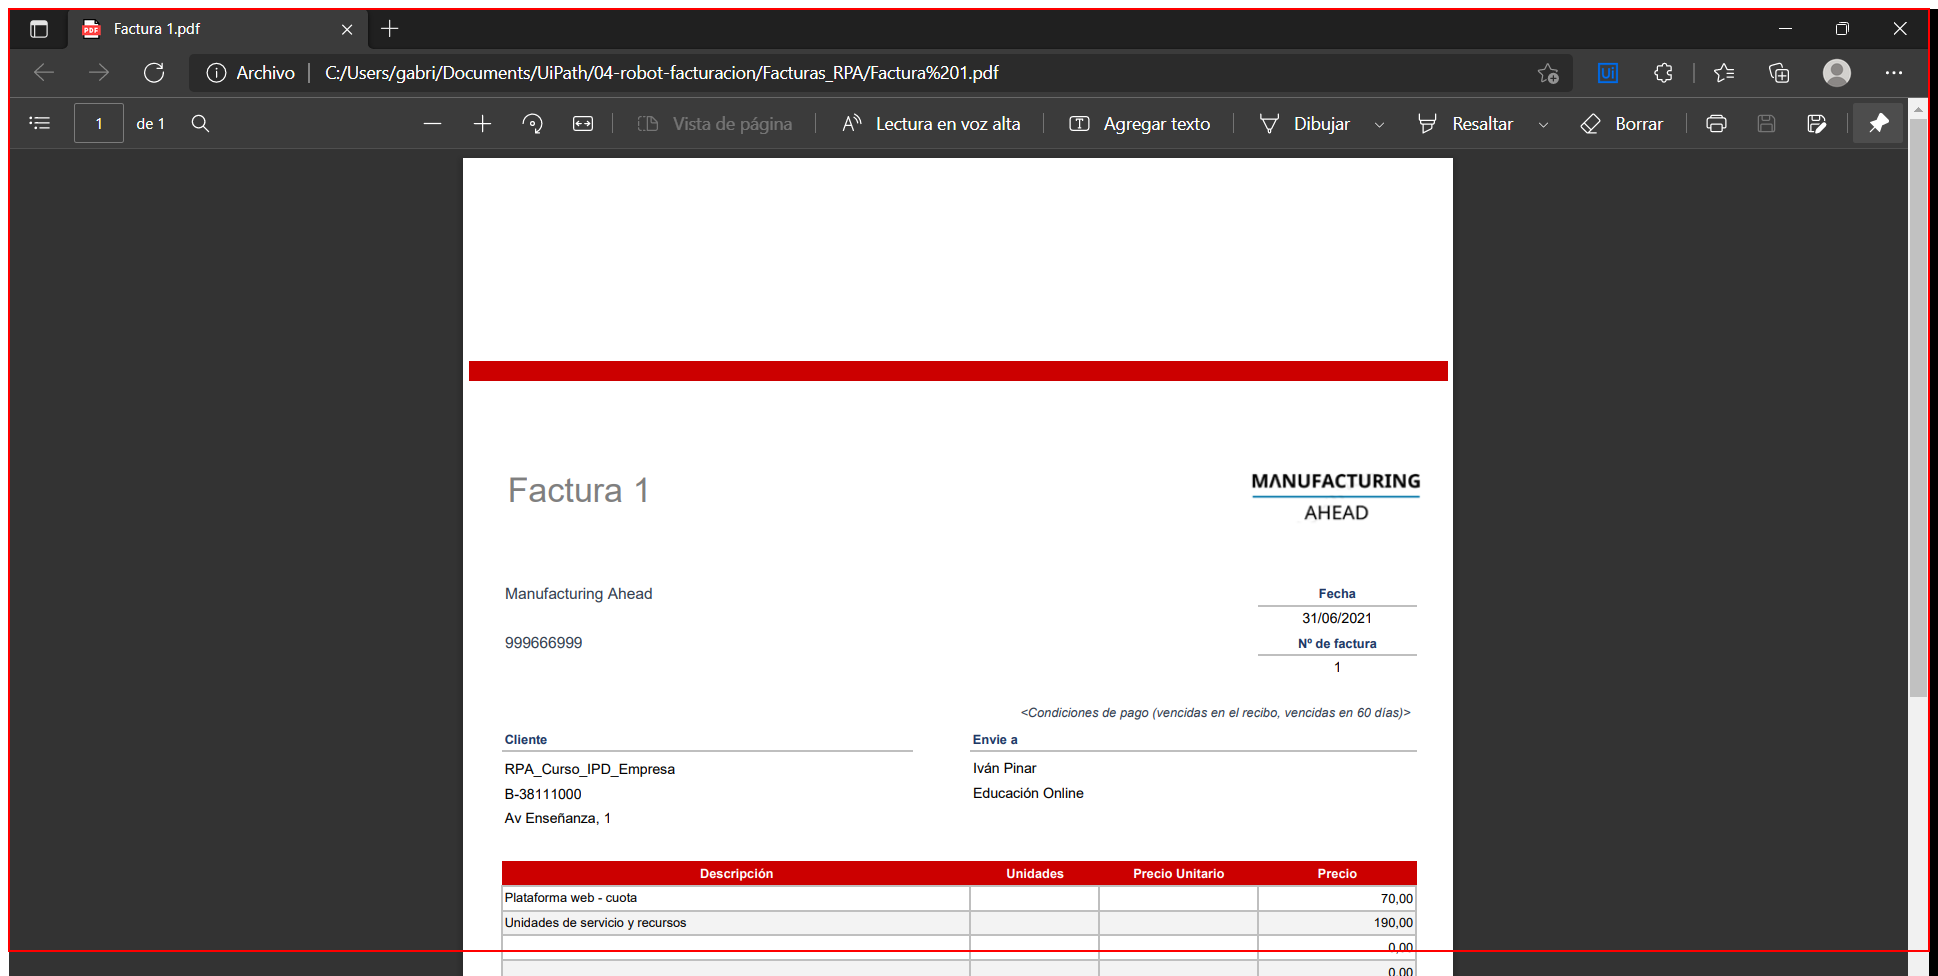 Factura 1.pdf
Archivo | C:/Users/gabri/Documents/UiPath/04-robot-facturacion/Facturas_RPA/Factura%201.pdf
1 de 1 Vista de página Lectura en voz alta Agregar texto Dibujar Resaltar Borrar
Factura 1
MANUFACTURING
AHEAD
Manufacturing Ahead
Fecha
31/06/2021
999666999
Nº de factura
1
<Condiciones de pago (vencidas en el recibo, vencidas en 60 días)>
Cliente
RPA_Curso_IPD_Empresa
B-38111000
Av Enseñanza, 1
Envie a
Iván Pinar
Educación Online
Descripción Unidades Precio Unitario Precio
Plataforma web - cuota 70,00
Unidades de servicio y recursos 190,00
0,00
0,00